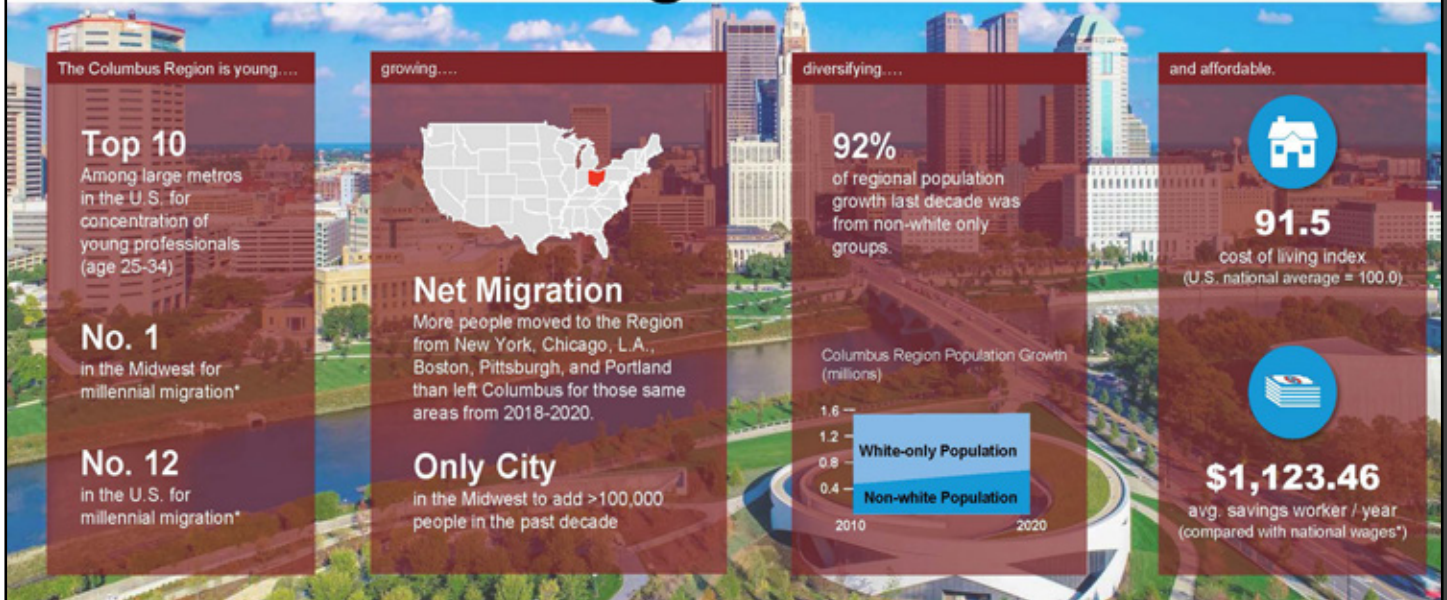 The Columbus Region is young....
Top 10
Among large metros
in the U.S. for
concentration of
young professionals
(age 25-34)
No. 1
in the Midwest for
millennial migration*
No. 12
in the U.S. for
millennial migration*
growing....
Net Migration
More people moved to the Region
from New York, Chicago, L.A.,
Boston, Pittsburgh, and Portland
than left Columbus for those same
areas from 2018-2020.
Only City
in the Midwest to add >100,000
people in the past decade
diversifying....
92%
of regional population
growth last decade was
from non-white only
groups.
Columbus Region Population Growth
(millions)
1.6
1.2
0.8
0.4
White-only Population
Non-white Population
2010
2020
and affordable.
91.5
cost of living index
(U.S. national average = 100.0)
$1,123.46
avg. savings worker / year
(compared with national wages*)